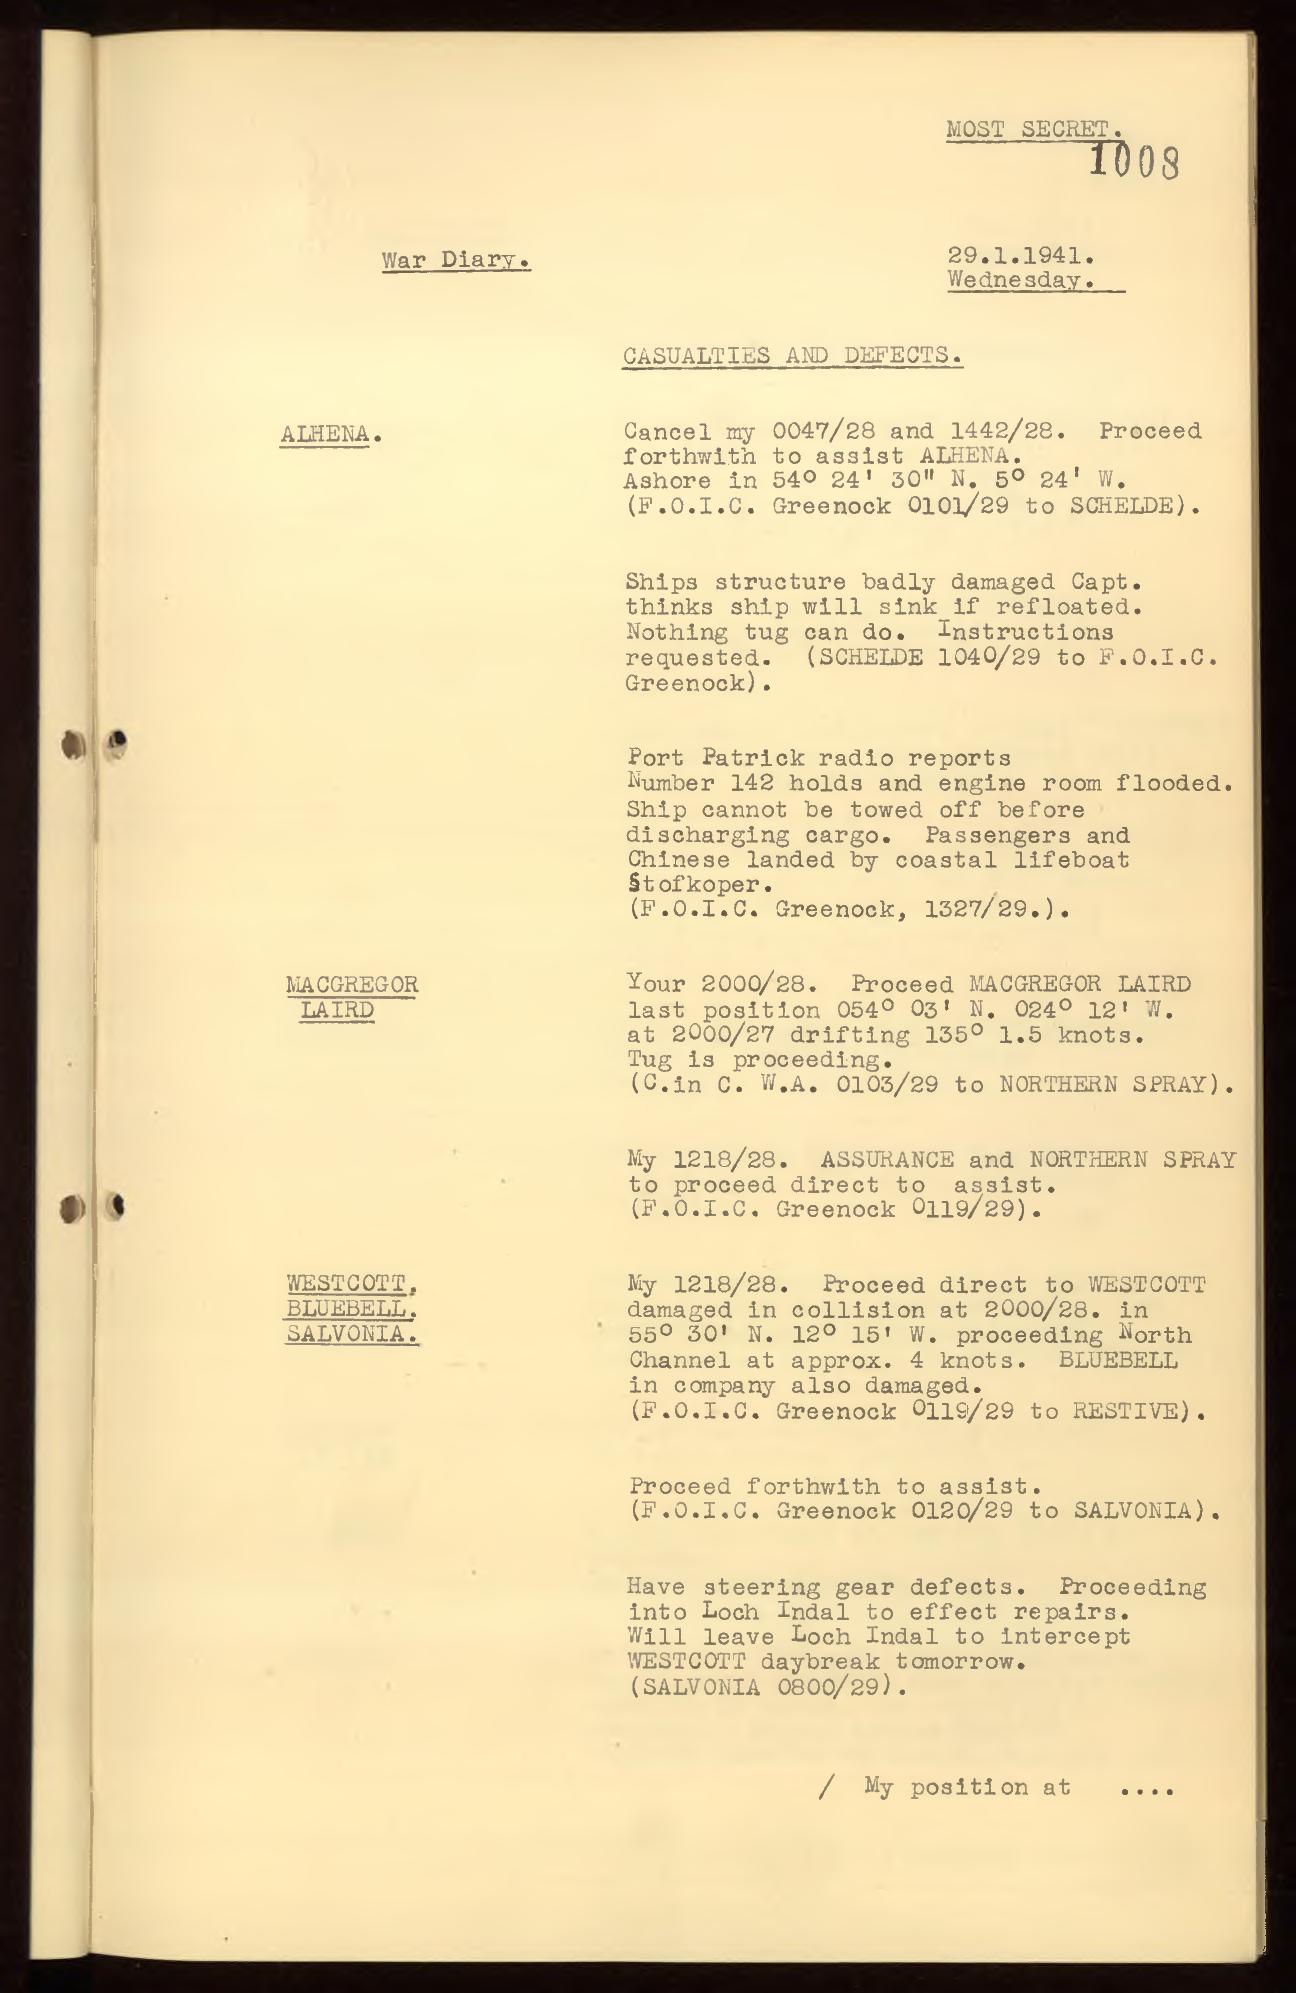 MOST SECRET.
1008
War Diary.
29.1.1941.
Wednesday.
CASUALTIES AND DEFECTS.
ALHENA.
Cancel my 0047/28 and 1442/28. Proceed
forthwith to assist ALHENA.
Ashore in 54° 24' 30" N. 5° 24' W.
(F.O.I.C. Greenock 0101/29 to SCHELDE).
Ships structure badly damaged Capt.
thinks ship will sink if refloated.
Nothing tug can do. Instructions
requested. (SCHELDE 1040/29 to F.O.I.C.
Greenock).
Port Patrick radio reports
Number 142 holds and engine room flooded.
Ship cannot be towed off before
discharging cargo. Passengers and
Chinese landed by coastal lifeboat
Stofkoper.
(F.O.I.C. Greenock, 1327/29.).
MACGREGOR
LAIRD
Your 2000/28. Proceed MACGREGOR LAIRD
last position 054° 03' N. 024° 12' W.
at 2000/27 drifting 135° 1.5 knots.
Tug is proceeding.
(C.in C. W.A. 0103/29 to NORTHERN SPRAY).
My 1218/28. ASSURANCE and NORTHERN SPRAY
to proceed direct to assist.
(F.O.I.C. Greenock 0119/29).
WESTCOTT.
BLUEBELL.
SALVONIA.
My 1218/28. Proceed direct to WESTCOTT
damaged in collision at 2000/28. in
55° 30' N. 12° 15' W. proceeding North
Channel at approx. 4 knots. BLUEBELL
in company also damaged.
(F.O.I.C. Greenock 0119/29 to RESTIVE).
Proceed forthwith to assist.
(F.O.I.C. Greenock 0120/29 to SALVONIA).
Have steering gear defects. Proceeding
into Loch Indal to effect repairs.
Will leave Loch Indal to intercept
WESTCOTT daybreak tomorrow.
(SALVONIA 0800/29).
/ My position at ....